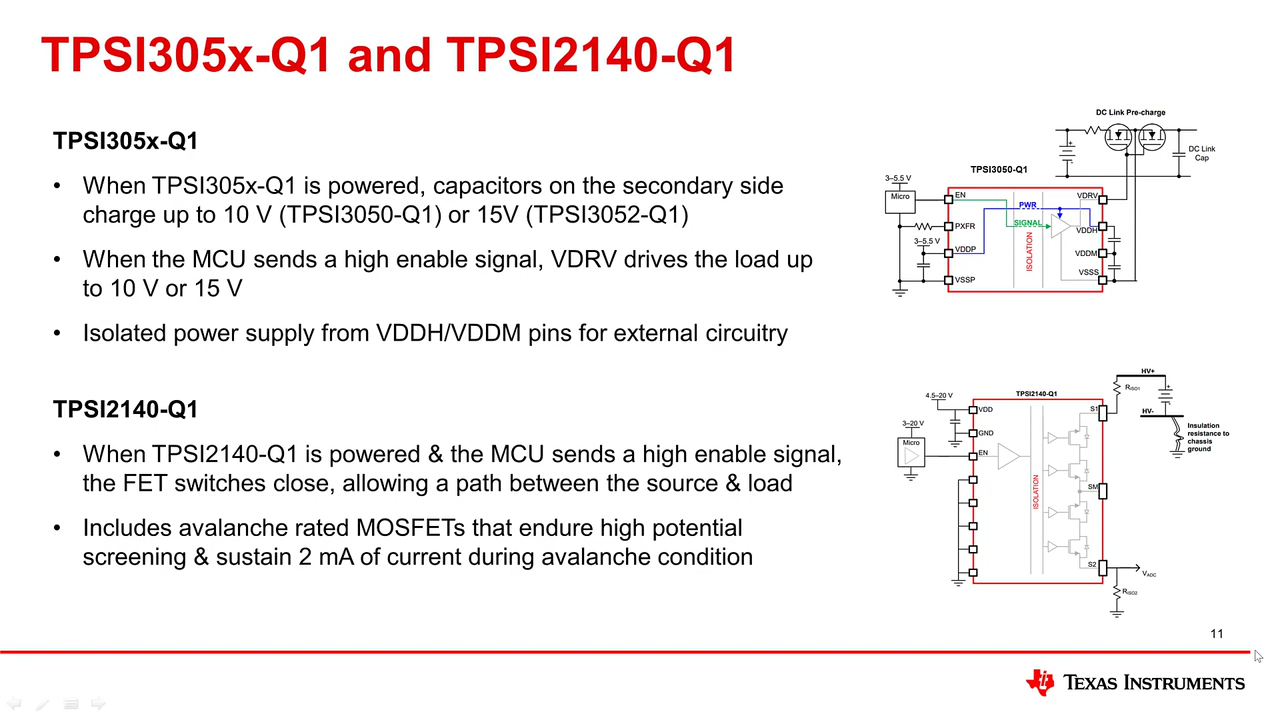 TPSI305x-Q1 and TPSI2140-Q1
TPSI305x-Q1
• When TPSI305x-Q1 is powered, capacitors on the secondary side
charge up to 10 V (TPSI3050-Q1) or 15V (TPSI3052-Q1)
• When the MCU sends a high enable signal, VDRV drives the load up
to 10 V or 15 V
• Isolated power supply from VDDH/VDDM pins for external circuitry
TPSI2140-Q1
• When TPSI2140-Q1 is powered & the MCU sends a high enable signal,
the FET switches close, allowing a path between the source & load
• Includes avalanche rated MOSFETs that endure high potential
screening & sustain 2 mA of current during avalanche condition
DC Link Pre-charge
+
DC Link
Cap
TPSI3050-Q1
3–5.5 V
Micro
EN
PXFR
3–5.5 V
VDDP
VSSP
PWR
SIGNAL
ISOLATION
VDRV
VDDH
VDDM
VSSS
TPSI2140-Q1
4.5–20 V
3–20 V
Micro
VDD
GND
EN
ISOLATION
S1
SM
S2
HV+
RISO1
+
-
HV-
Insulation
resistance to
chassis
ground
VADC
RISO2
11
TEXAS INSTRUMENTS